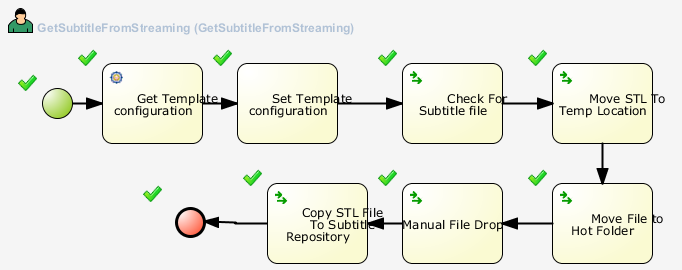 GetSubtitleFromStreaming (GetSubtitleFromStreaming)
Get Template
configuration
Set Template
configuration
Check For
Subtitle file
Move STL To
Temp Location
Copy STL File
To Subtitle
Repository
Manual File Drop
Move File to
Hot Folder